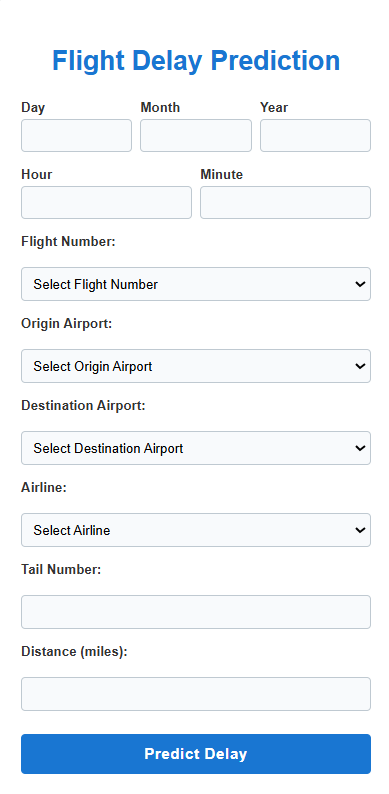 Flight Delay Prediction
Day Month Year
Hour Minute
Flight Number:
Select Flight Number
Origin Airport:
Select Origin Airport
Destination Airport:
Select Destination Airport
Airline:
Select Airline
Tail Number:
Distance (miles):
Predict Delay